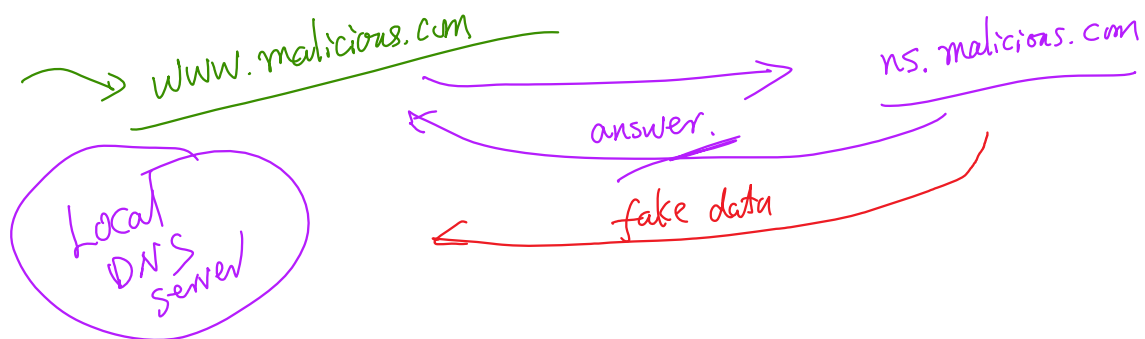 www.malicious.com
ns.malicious.com
answer.
fake data
Local
DNS
server